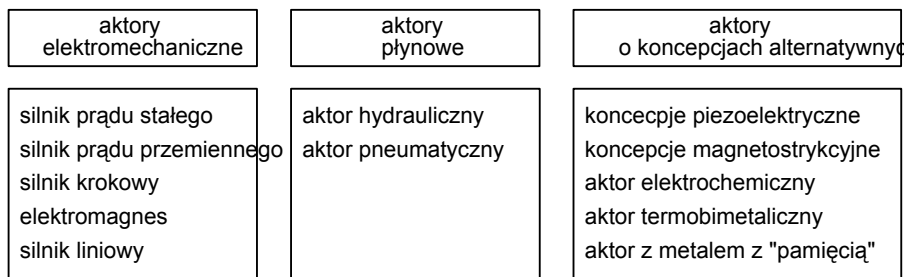 aktory
elektromechaniczne
aktory
płynowe
aktory
o koncepcjach alternatywnyc
silnik prądu stałego
silnik prądu przemiennego
silnik krokowy
elektromagnes
silnik liniowy
aktor hydrauliczny
aktor pneumatyczny
koncecpje piezoelektryczne
koncepcje magnetostrykcyjne
aktor elektrochemiczny
aktor termobimetaliczny
aktor z metalem z "pamięcią"